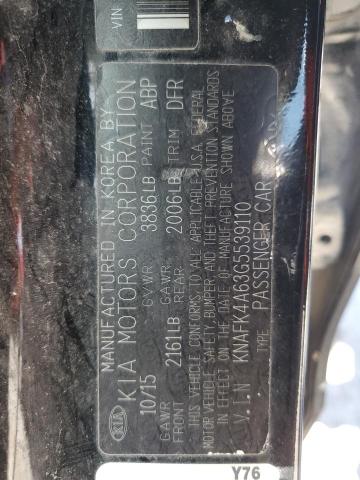 VIN
MANUFACTURED IN KOREA BY
KIA MOTORS CORPORATION
10/15 GVWR 3836LB PAINT ABP
GAWR FRONT 2161LB GAWR REAR 2006LB TRIM DFR
THIS VEHICLE CONFORMS TO ALL APPLICABLE U.S.A. FEDERAL
MOTOR VEHICLE SAFETY, BUMPER AND THEFT PREVENTION STANDARDS
IN EFFECT ON THE DATE OF MANUFACTURE SHOWN ABOVE
V.I.N KNAFK4A63G5539110
TYPE PASSENGER CAR
KIA
Y76